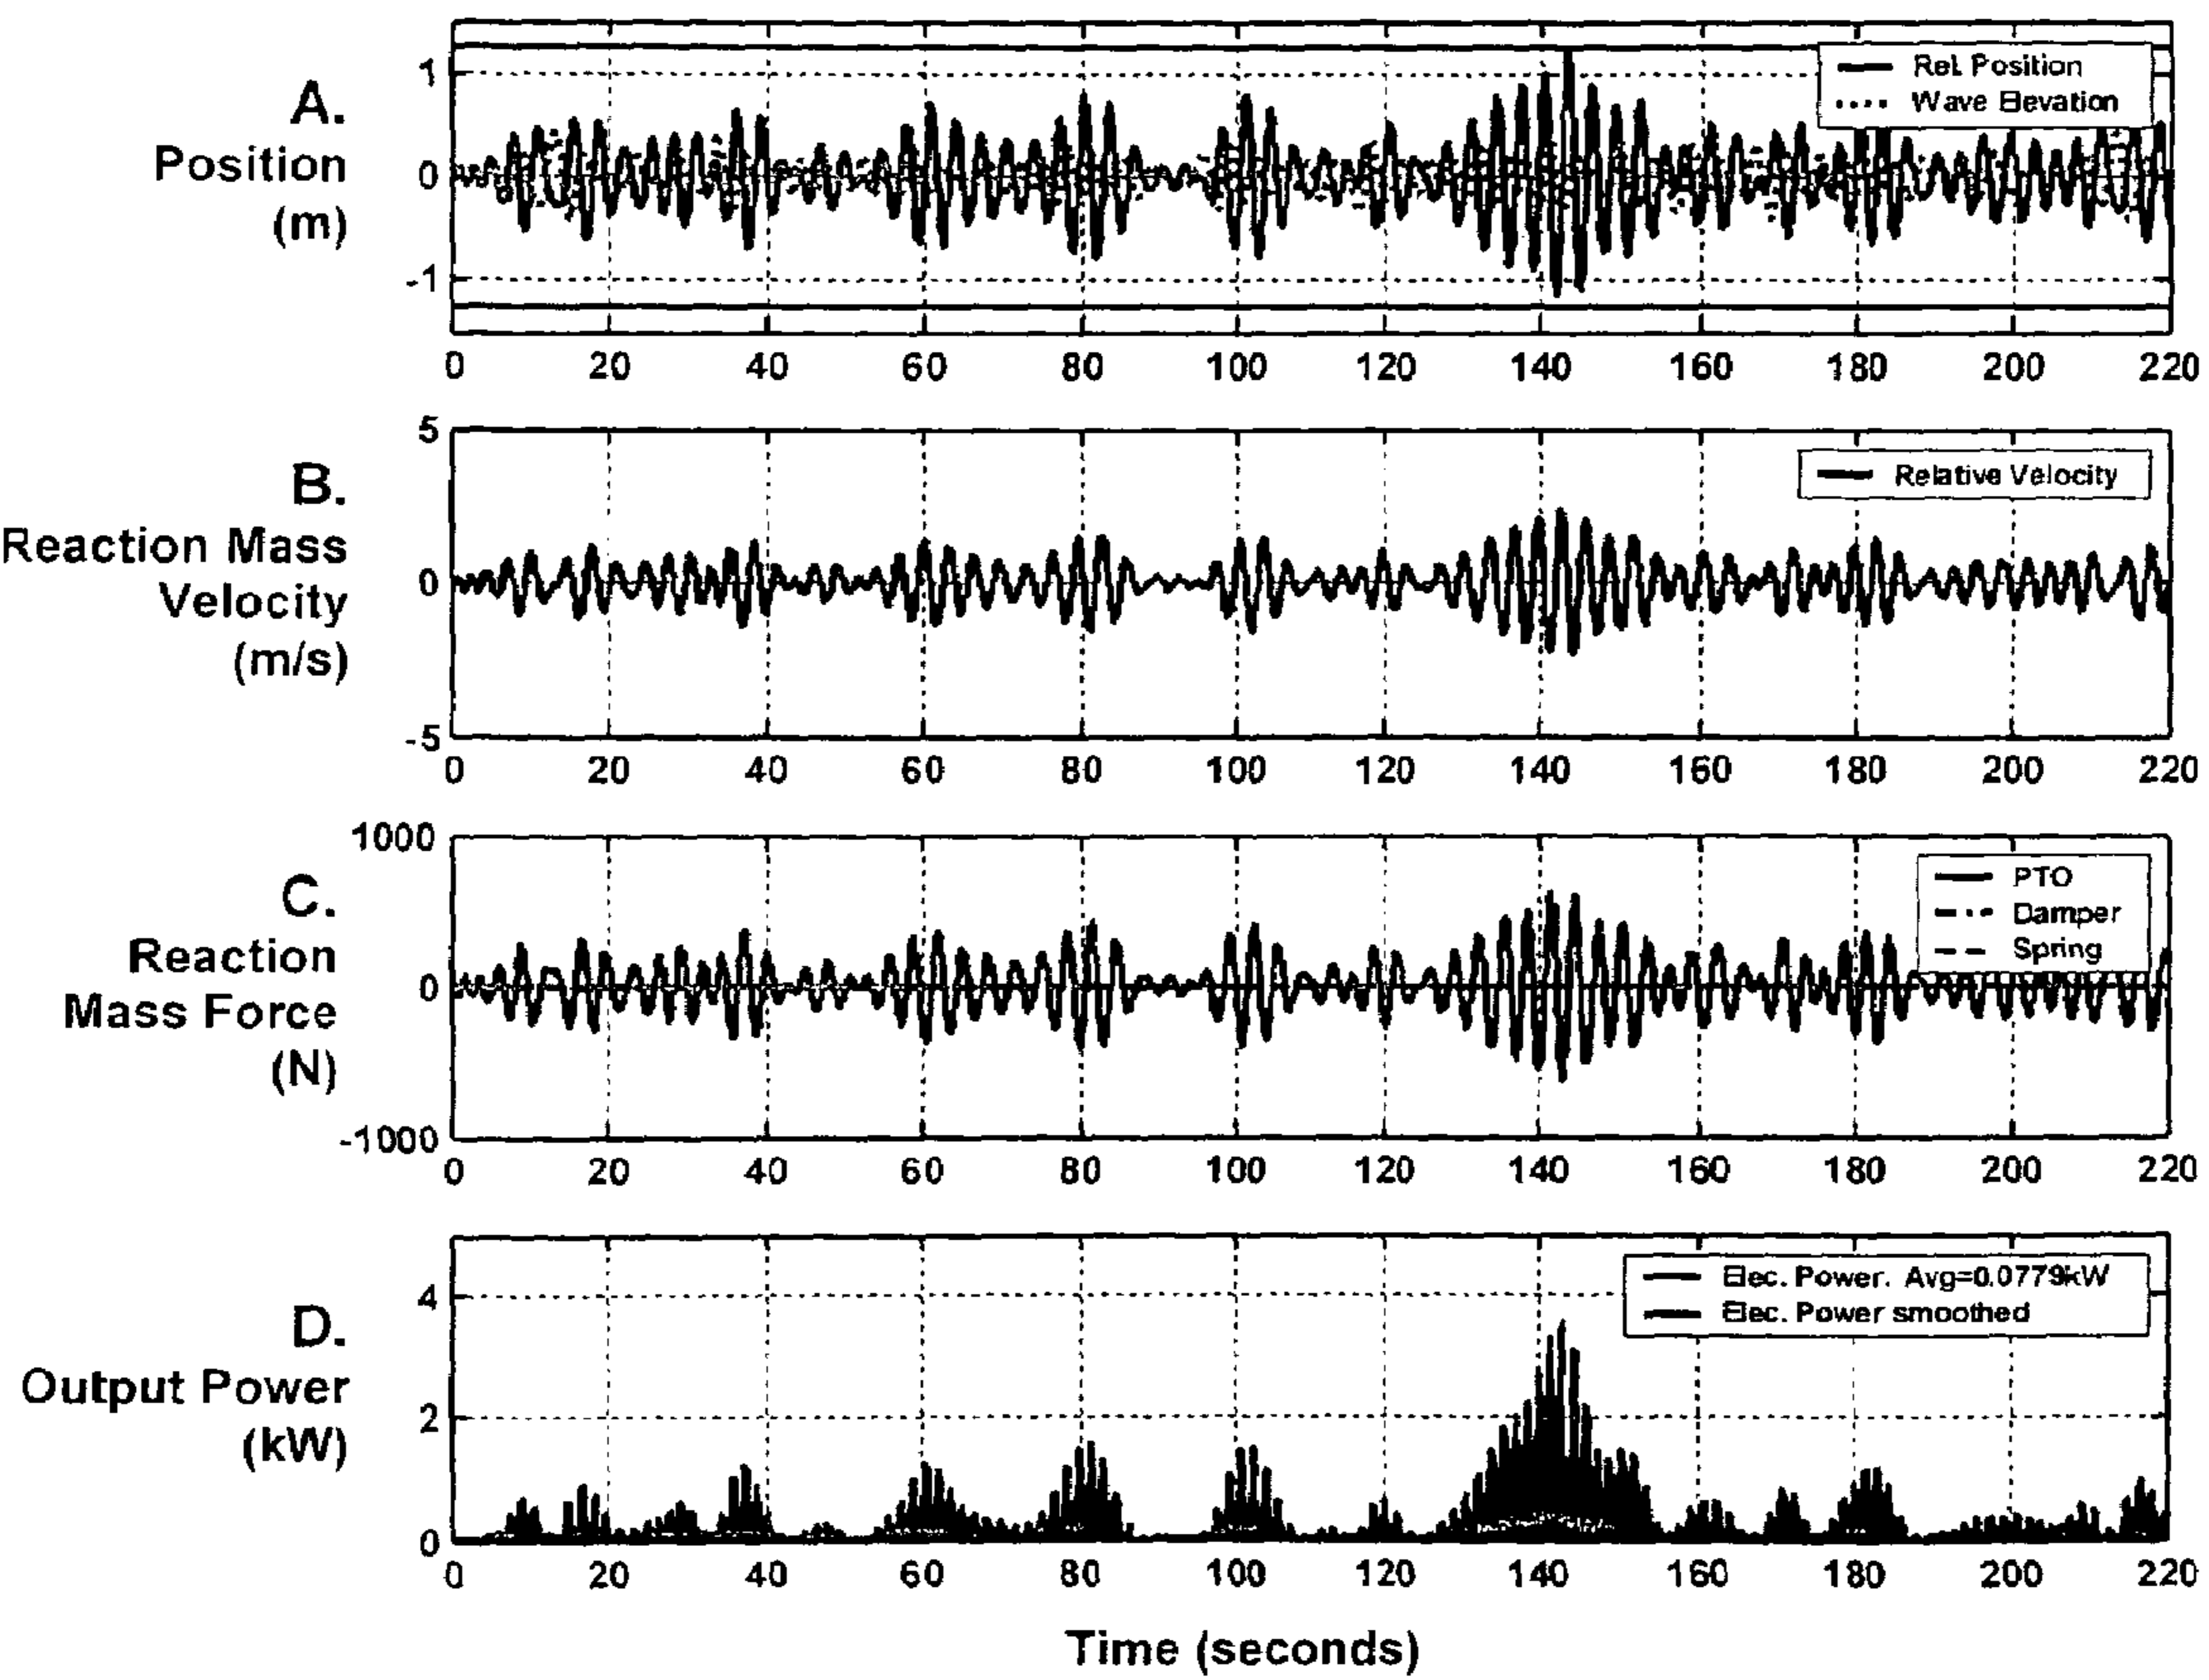 A.
Position
(m)
1
0
-1
Rel. Position
Wave Elevation
0 20 40 60 80 100 120 140 160 180 200 220
B.
Reaction Mass
Velocity
(m/s)
5
0
-5
Relative Velocity
0 20 40 60 80 100 120 140 160 180 200 220
C.
Reaction
Mass Force
(N)
1000
0
-1000
PTO
Damper
Spring
0 20 40 60 80 100 120 140 160 180 200 220
D.
Output Power
(kW)
4
2
0
Elec. Power. Avg=0.0779kW
Elec. Power smoothed
0 20 40 60 80 100 120 140 160 180 200 220
Time (seconds)